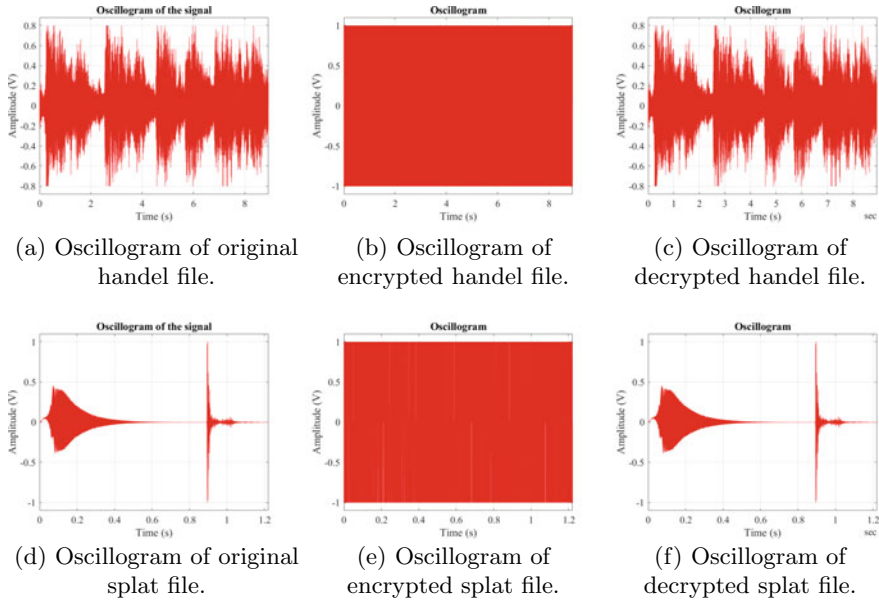 Oscillogram of the signal
0.8
0.6
0.4
0.2
0
-0.2
-0.4
-0.6
-0.8
Amplitude (V)
0 2 4 6 8
Time (s)
(a) Oscillogram of original
handel file.
Oscillogram
1
0.5
0
-0.5
-1
Amplitude (V)
0 2 4 6 8
Time (s)
(b) Oscillogram of
encrypted handel file.
Oscillogram
0.8
0.6
0.4
0.2
0
-0.2
-0.4
-0.6
-0.8
Amplitude (V)
0 1 2 3 4 5 6 7 8
Time (s) sec
(c) Oscillogram of
decrypted handel file.
Oscillogram of the signal
1
0.5
0
-0.5
-1
Amplitude (V)
0 0.2 0.4 0.6 0.8 1 1.2
Time (s)
(d) Oscillogram of original
splat file.
Oscillogram
1
0.5
0
-0.5
-1
Amplitude (V)
0 0.2 0.4 0.6 0.8 1 1.2
Time (s)
(e) Oscillogram of
encrypted splat file.
Oscillogram
1
0.5
0
-0.5
-1
Amplitude (V)
0 0.2 0.4 0.6 0.8 1 1.2
Time (s) sec
(f) Oscillogram of
decrypted splat file.